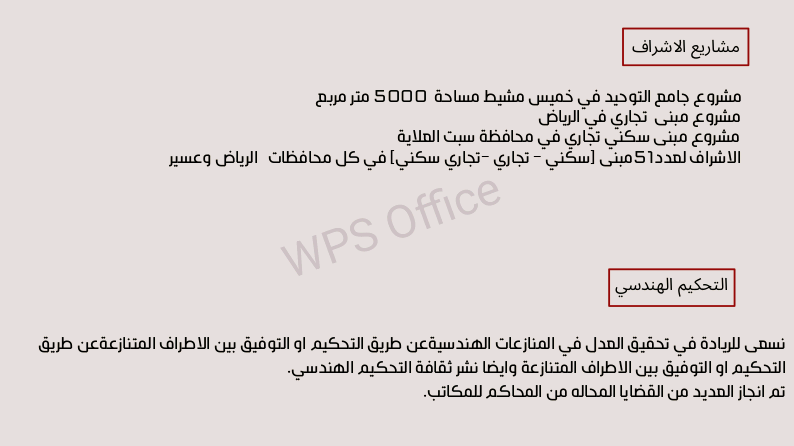 مشاريع الاشراف
مشروع جامع التوحيد في خميس مشيط مساحة 5000 متر مربع
مشروع مبنى تجاري في الرياض
مشروع مبنى سكني تجاري في محافظة سبت العلاية
الاشراف لعدد51مبنى [سكني - تجاري -تجاري سكني] في كل محافظات الرياض وعسير
WPS Office
التحكيم الهندسي
نسعى للريادة في تحقيق العدل في المنازعات الهندسيةعن طريق التحكيم او التوفيق بين الاطراف المتنازعةعن طريق
التحكيم او التوفيق بين الاطراف المتنازعة وايضا نشر ثقافة التحكيم الهندسي.
تم انجاز العديد من القضايا المحاله من المحاكم للمكاتب.